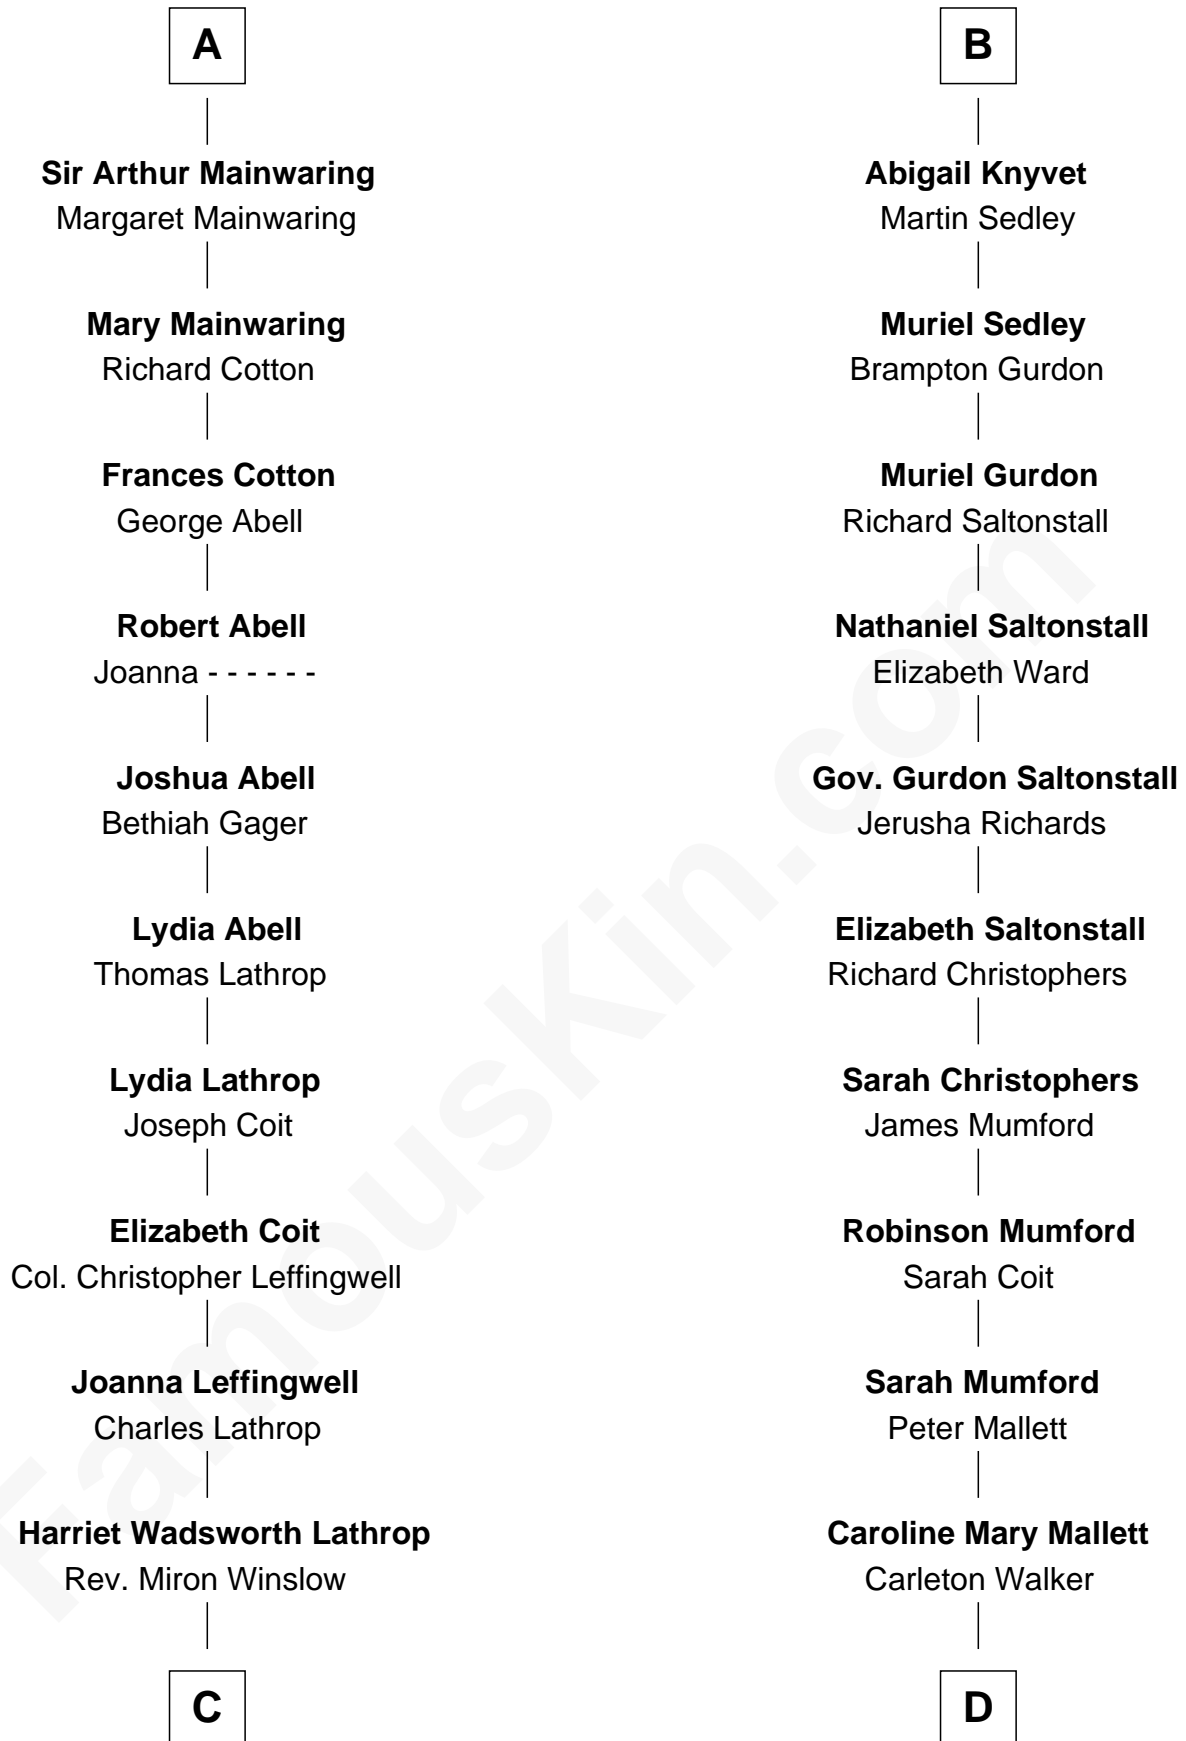 A
Sir Arthur Mainwaring
Margaret Mainwaring
Mary Mainwaring
Richard Cotton
Frances Cotton
George Abell
Robert Abell
Joanna - - - - - -
Joshua Abell
Bethiah Gager
Lydia Abell
Thomas Lathrop
Lydia Lathrop
Joseph Coit
Elizabeth Coit
Col. Christopher Leffingwell
Joanna Leffingwell
Charles Lathrop
Harriet Wadsworth Lathrop
Rev. Miron Winslow
C
B
Abigail Knyvet
Martin Sedley
Muriel Sedley
Brampton Gurdon
Muriel Gurdon
Richard Saltonstall
Nathaniel Saltonstall
Elizabeth Ward
Gov. Gurdon Saltonstall
Jerusha Richards
Elizabeth Saltonstall
Richard Christophers
Sarah Christophers
James Mumford
Robinson Mumford
Sarah Coit
Sarah Mumford
Peter Mallett
Caroline Mary Mallett
Carleton Walker
D
FamousKin.com